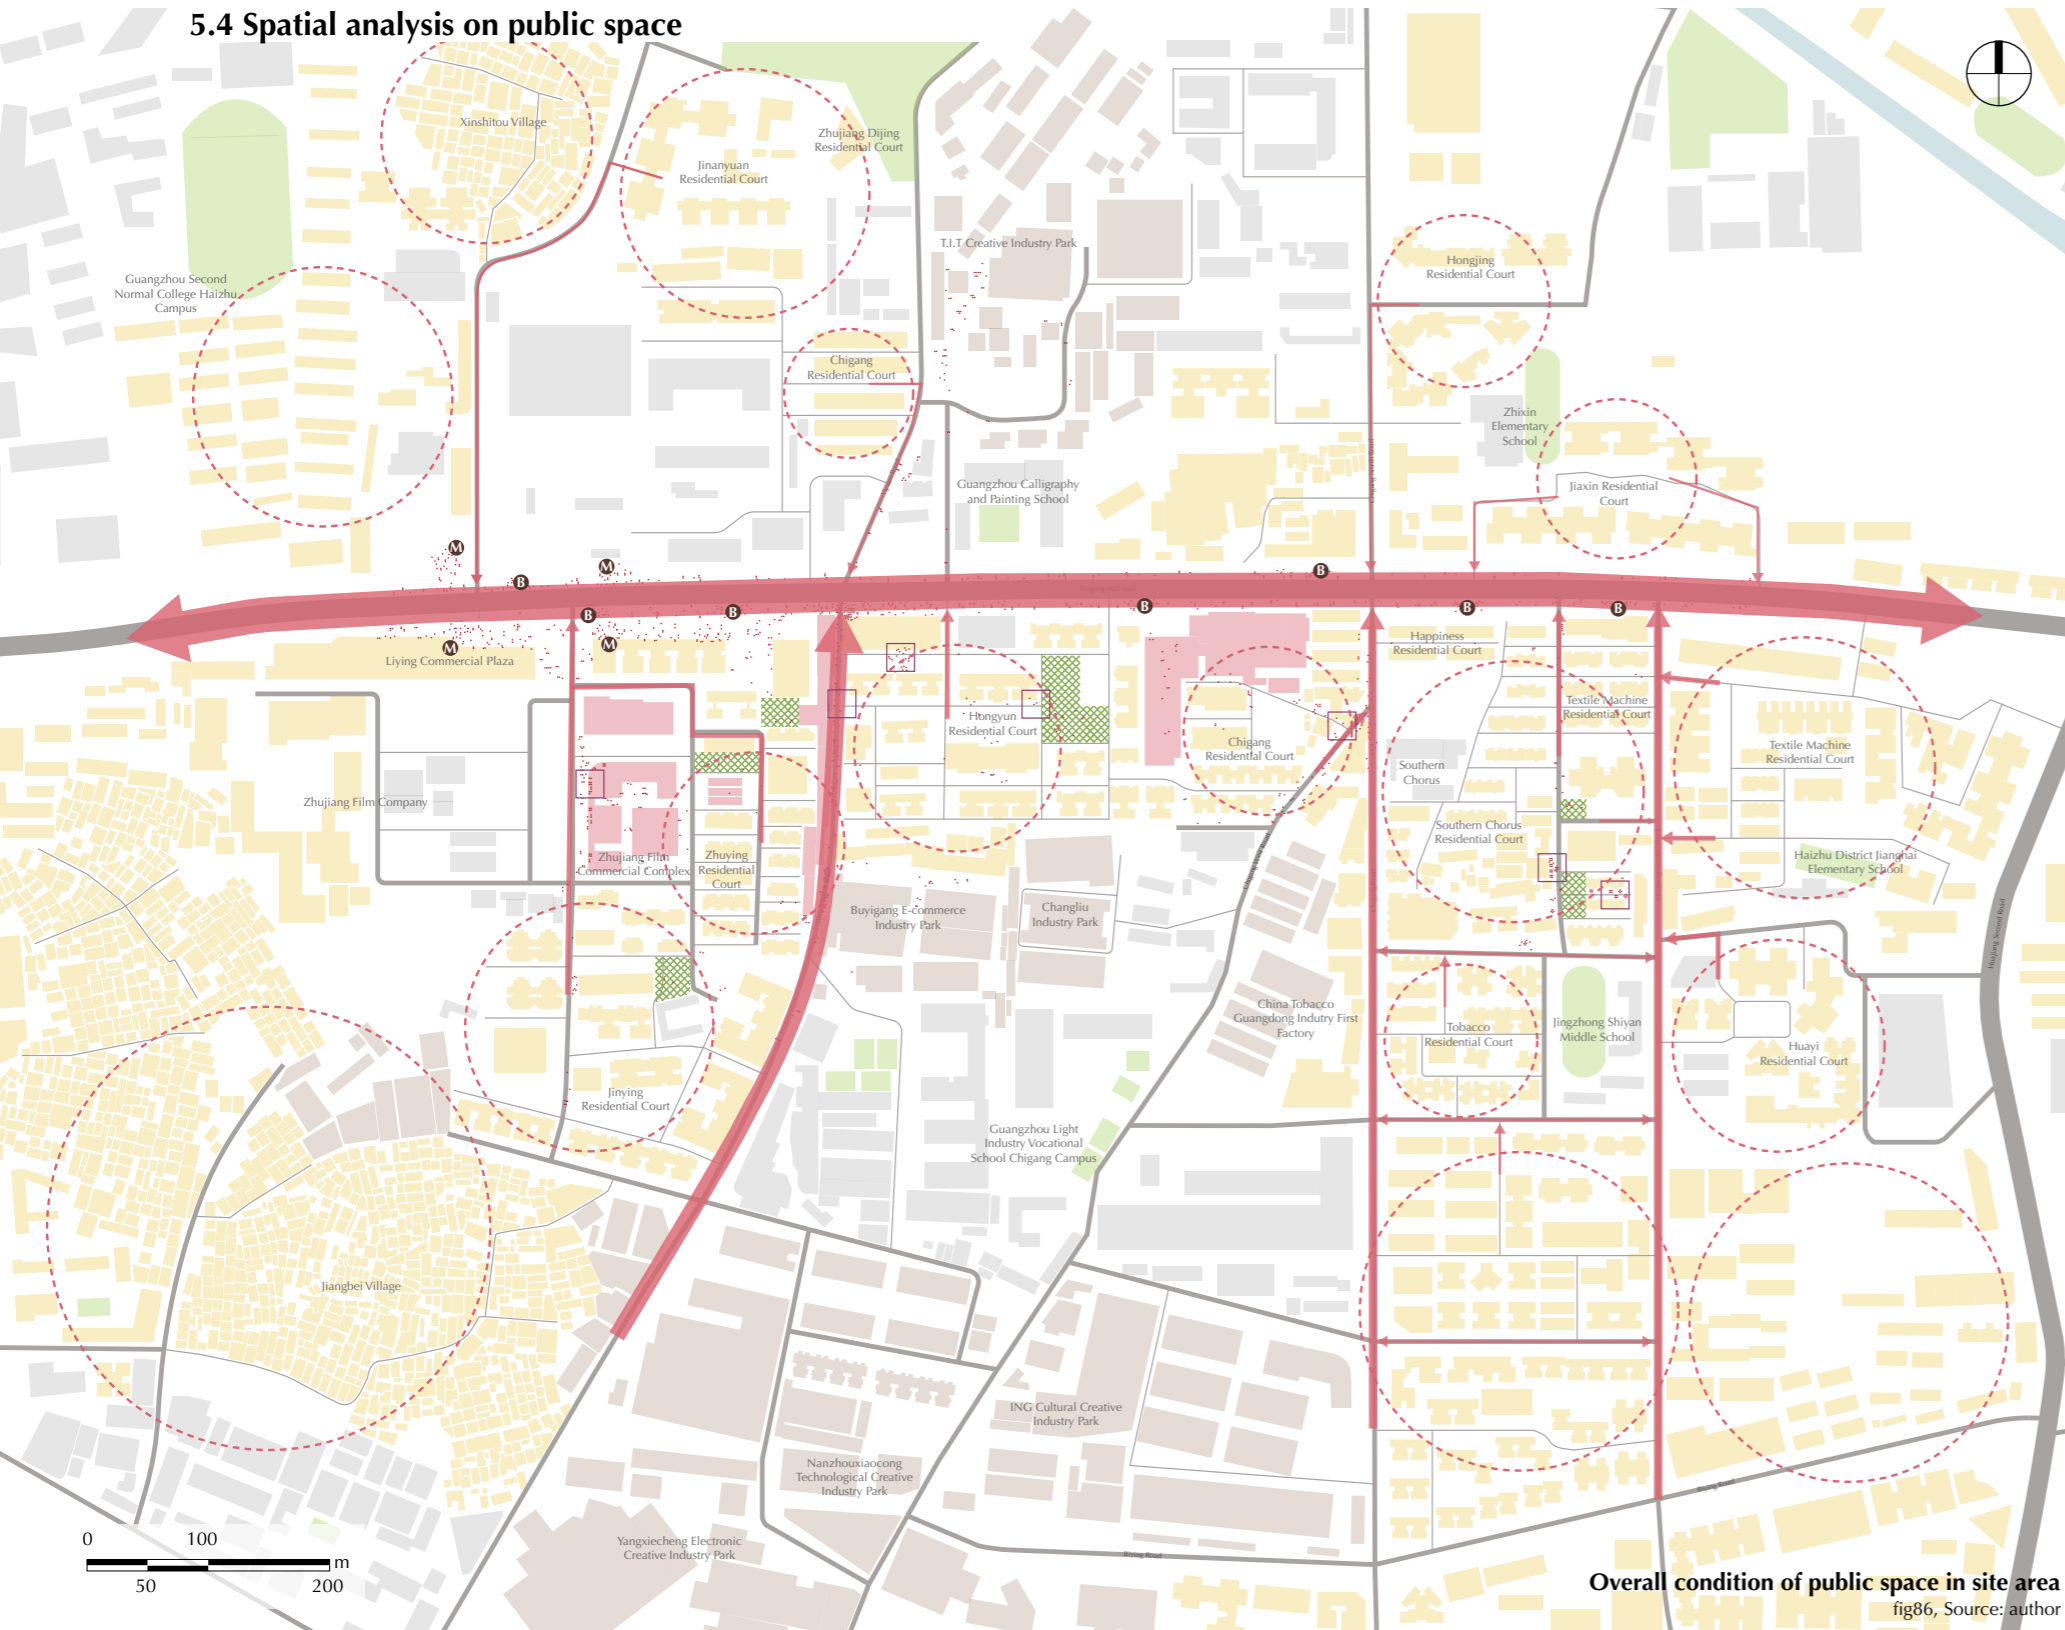 5.4 Spatial analysis on public space
Xinshitou Village
Zhujiang Dijing
Residential Court
Jinanyuan
Residential Court
T.I.T Creative Industry Park
Hongjing
Residential Court
Guangzhou Second
Normal College Haizhu
Campus
Chigang
Residential Court
Zhixin
Elementary
School
Guangzhou Calligraphy
and Painting School
Jiaxin Residential
Court
M
M
B
B
B
B
B
B
B
M
M
Liying Commercial Plaza
Happiness
Residential Court
Textile Machine
Residential Court
Hongyun
Residential Court
Chigang
Residential Court
Textile Machine
Residential Court
Southern
Chorus
Zhujiang Film Company
Southern Chorus
Residential Court
Zhujiang Film
Commercial Complex
Zhuying
Residential
Court
Haizhu District Jianghai
Elementary School
Buyigang E-commerce
Industry Park
Changliu
Industry Park
China Tobacco
Guangdong Indutry First
Factory
Tobacco
Residential Court
Jingzhong Shiyan
Middle School
Huayi
Residential Court
Jinying
Residential Court
Guangzhou Light
Industry Vocational
School Chigang Campus
Jiangbei Village
ING Cultural Creative
Industry Park
Nanzhouxiaocong
Technological Creative
Industry Park
Yangxiecheng Electronic
Creative Industry Park
0 100
m
50 200
Overall condition of public space in site area
fig86, Source: author